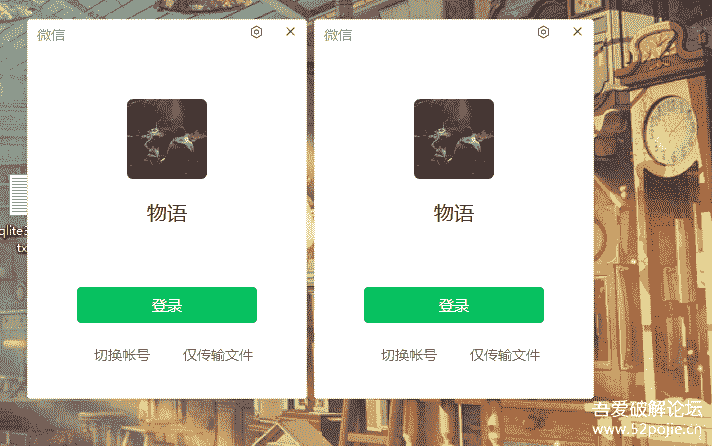 微信
微信
物语
物语
登录
登录
切换帐号 仅传输文件
切换帐号 仅传输文件
qlite3
tx
吾爱破解论坛
www.52pojie.cn